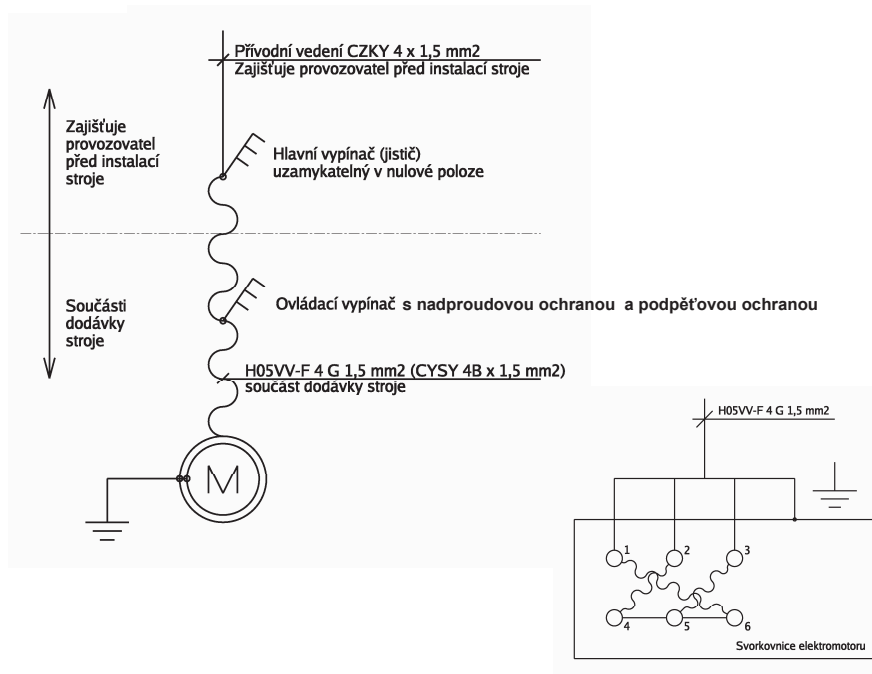 Přívodní vedení CZKY 4 x 1,5 mm2
Zajišťuje provozovatel před instalací stroje
Zajišťuje
provozovatel
před instalací
stroje
Hlavní vypínač (jistič)
uzamykatelný v nulové poloze
Součásti
dodávky
stroje
Ovládací vypínač s nadproudovou ochranou a podpěťovou ochranou
H05VV-F 4 G 1,5 mm2 (CYSY 4B x 1,5 mm2)
součást dodávky stroje
M
H05VV-F 4 G 1,5 mm2
1 2 3
4 5 6
Svorkovnice elektromotoru